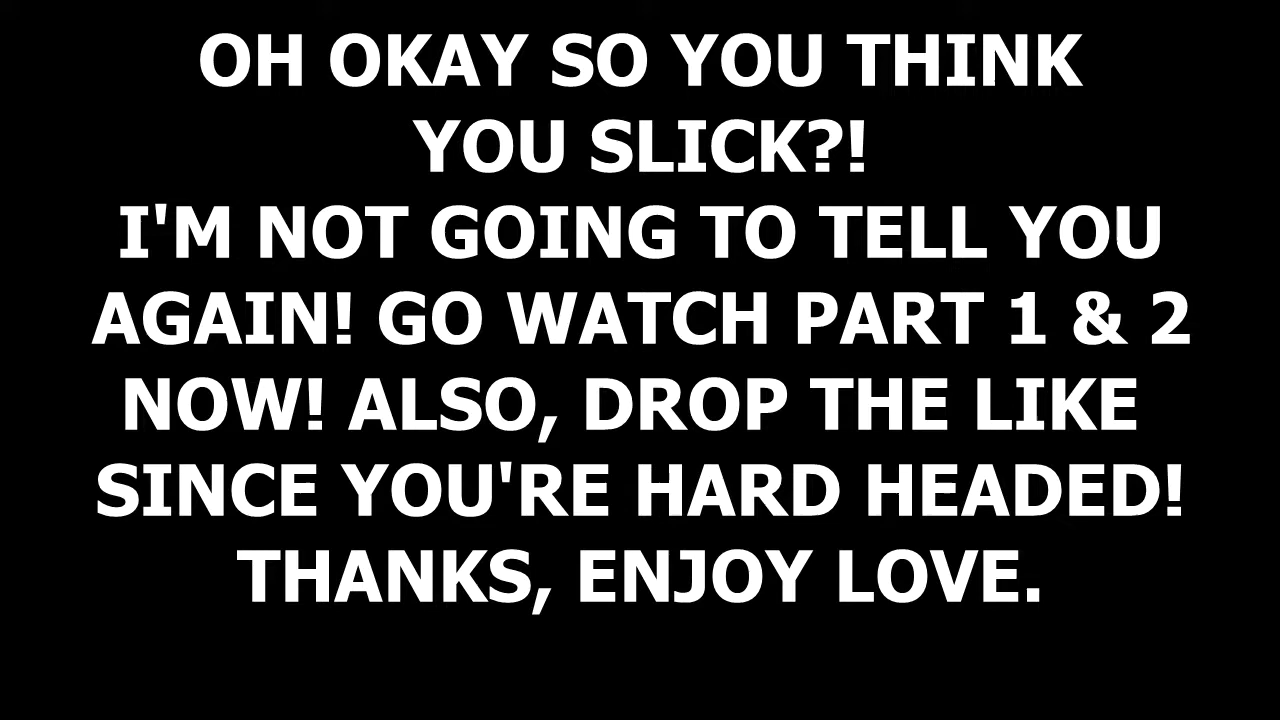 OH OKAY SO YOU THINK
YOU SLICK?!
I'M NOT GOING TO TELL YOU
AGAIN! GO WATCH PART 1 & 2
NOW! ALSO, DROP THE LIKE
SINCE YOU'RE HARD HEADED!
THANKS, ENJOY LOVE.